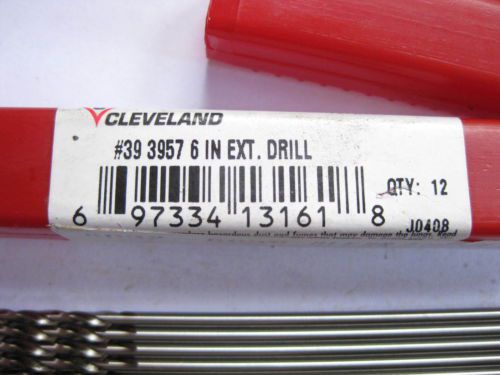 CLEVELAND
#39 3957 6 IN EXT. DRILL
QTY: 12
6 97334 13161 8
J0408
hazardous dust and fumes that may damage the lungs. Read